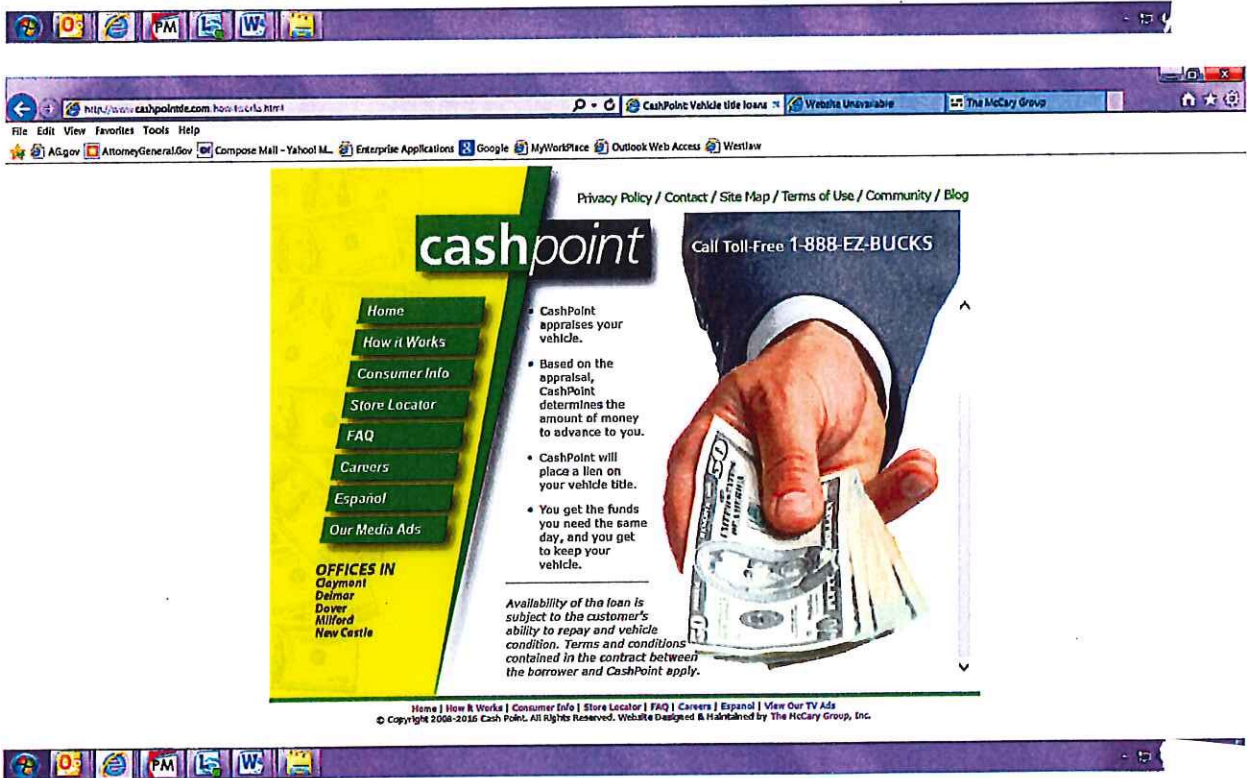 PM
http://www.cashpointde.com/how-it-works.html
CashPoint Vehicle title loans
Website Unavailable
The McCary Group
File Edit View Favorites Tools Help
AG.gov AttorneyGeneral.Gov Compose Mail - Yahoo! M... Enterprise Applications Google MyWorkPlace Outlook Web Access Westlaw
Privacy Policy / Contact / Site Map / Terms of Use / Community / Blog
cashpoint
Call Toll-Free 1-888-EZ-BUCKS
Home
How it Works
Consumer Info
Store Locator
FAQ
Careers
Español
Our Media Ads
OFFICES IN
Claymont
Delmar
Dover
Milford
New Castle
• CashPoint
appraises your
vehicle.
• Based on the
appraisal,
CashPoint
determines the
amount of money
to advance to you.
• CashPoint will
place a lien on
your vehicle title.
• You get the funds
you need the same
day, and you get
to keep your
vehicle.
Availability of the loan is
subject to the customer's
ability to repay and vehicle
condition. Terms and conditions
contained in the contract between
the borrower and CashPoint apply.
50
Home | How It Works | Consumer Info | Store Locator | FAQ | Careers | Espanol | View Our TV Ads
© Copyright 2008-2016 Cash Point. All Rights Reserved. Website Designed & Maintained by The McCary Group, Inc.
PM